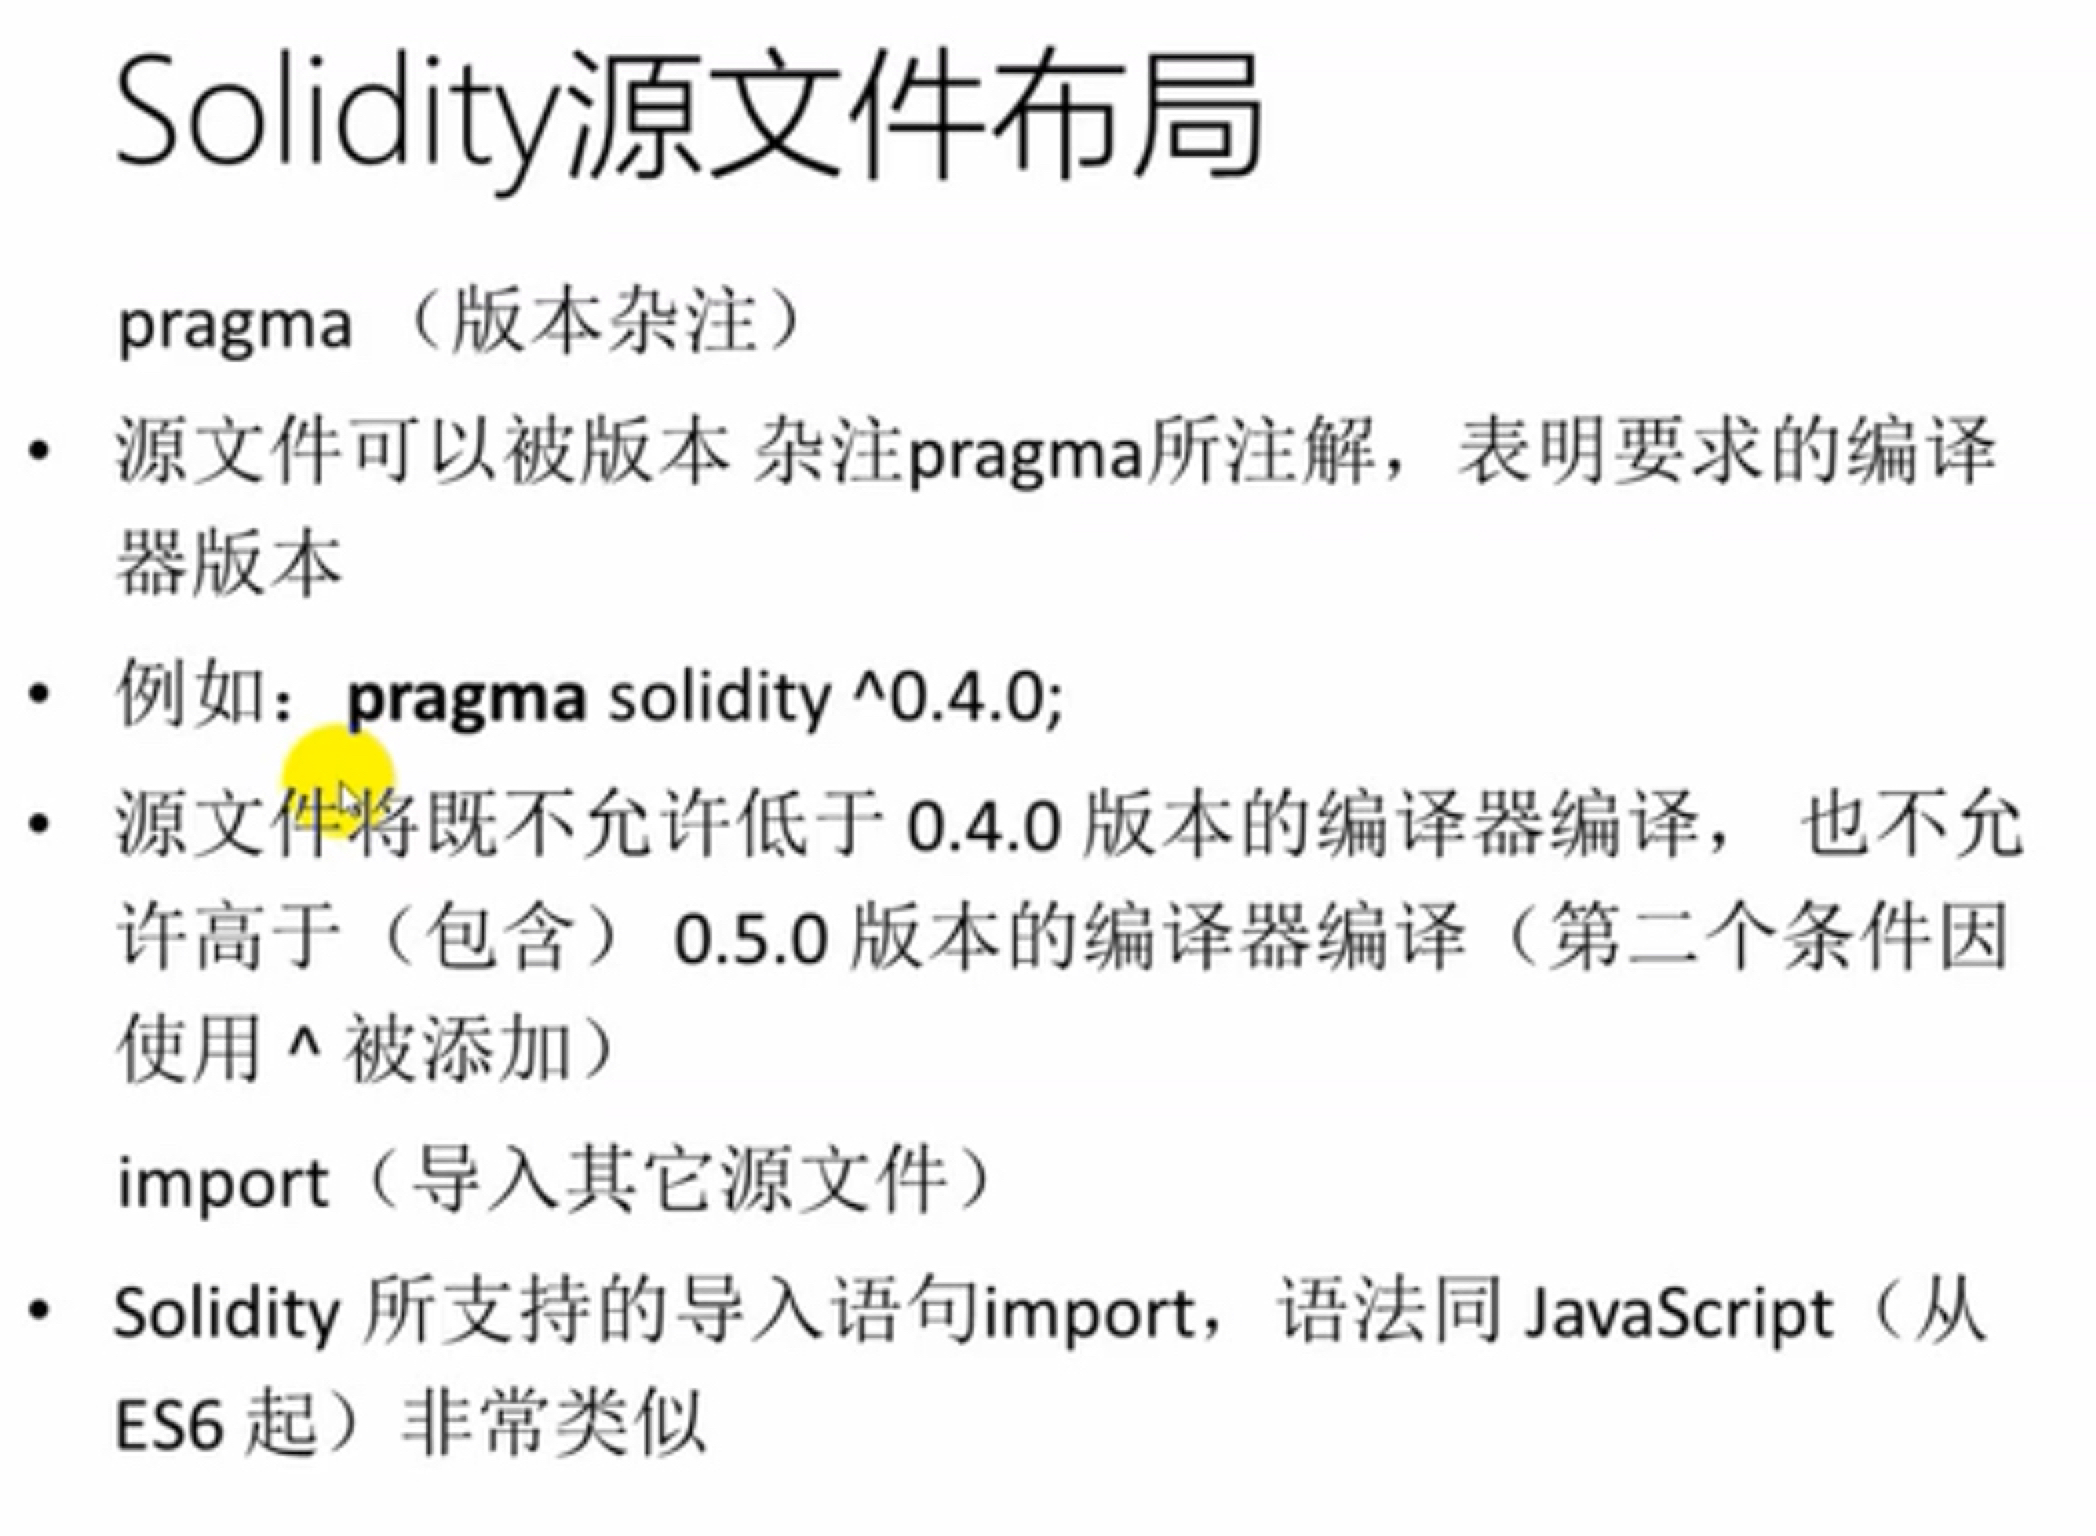 Solidity源文件布局
pragma （版本杂注）
• 源文件可以被版本 杂注pragma所注解，表明要求的编译
器版本
• 例如： pragma solidity ^0.4.0;
• 源文件将既不允许低于 0.4.0 版本的编译器编译， 也不允
许高于（包含） 0.5.0 版本的编译器编译（第二个条件因
使用 ^ 被添加）
import（导入其它源文件）
• Solidity 所支持的导入语句import，语法同 JavaScript（从
ES6 起）非常类似